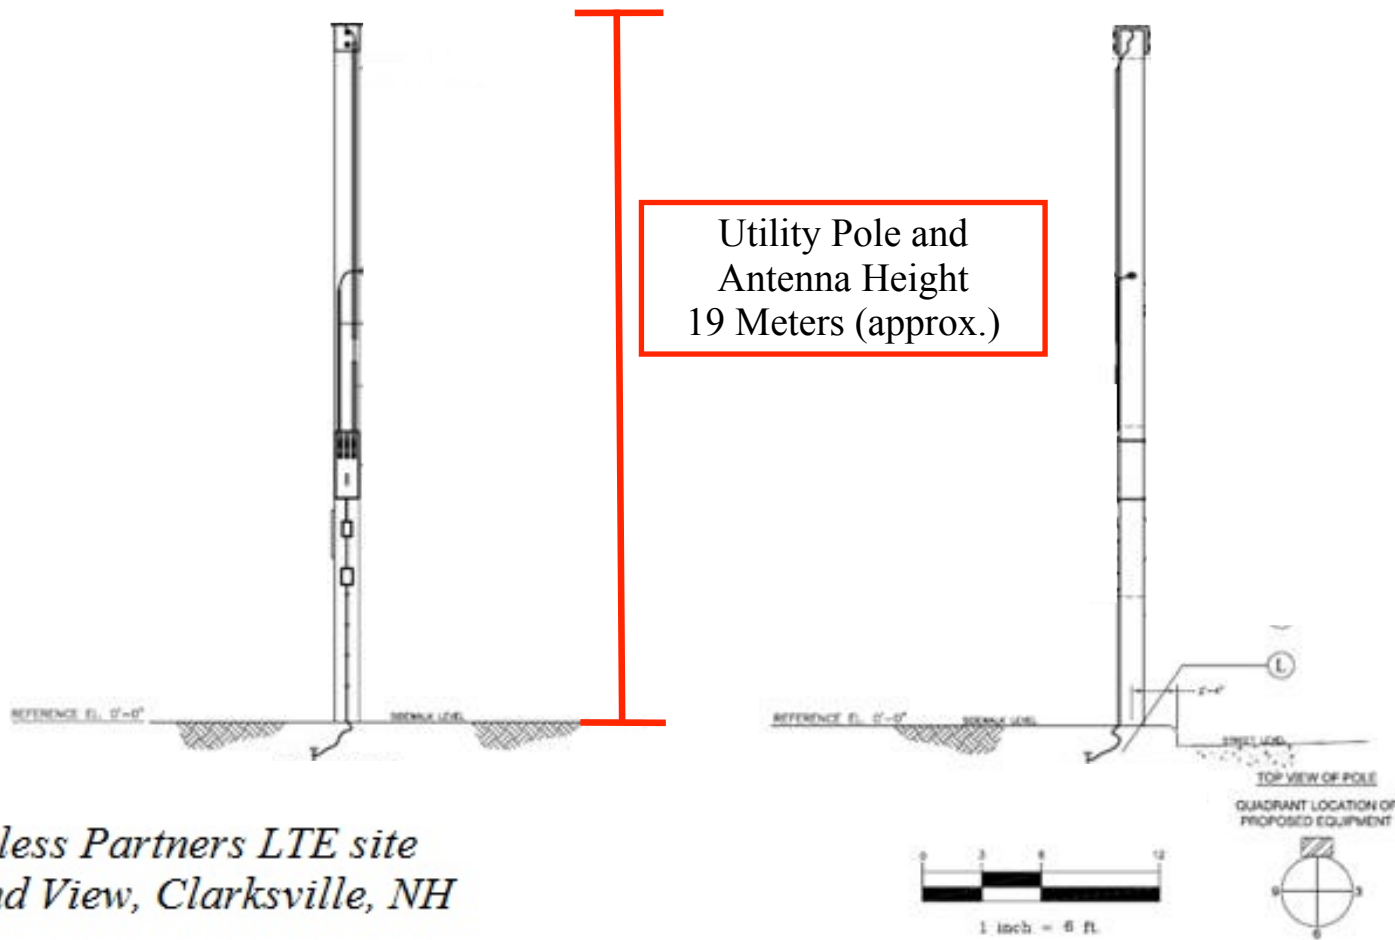 Utility Pole and
Antenna Height
19 Meters (approx.)
REFERENCE EL. 0'-0"
SIDEWALK LEVEL
REFERENCE EL. 0'-0"
SIDEWALK LEVEL
L
STREET LEVEL
TOP VIEW OF POLE
QUADRANT LOCATION OF
PROPOSED EQUIPMENT
less Partners LTE site
d View, Clarksville, NH
0 3 6 12
1 inch = 6 ft.
9 3
6